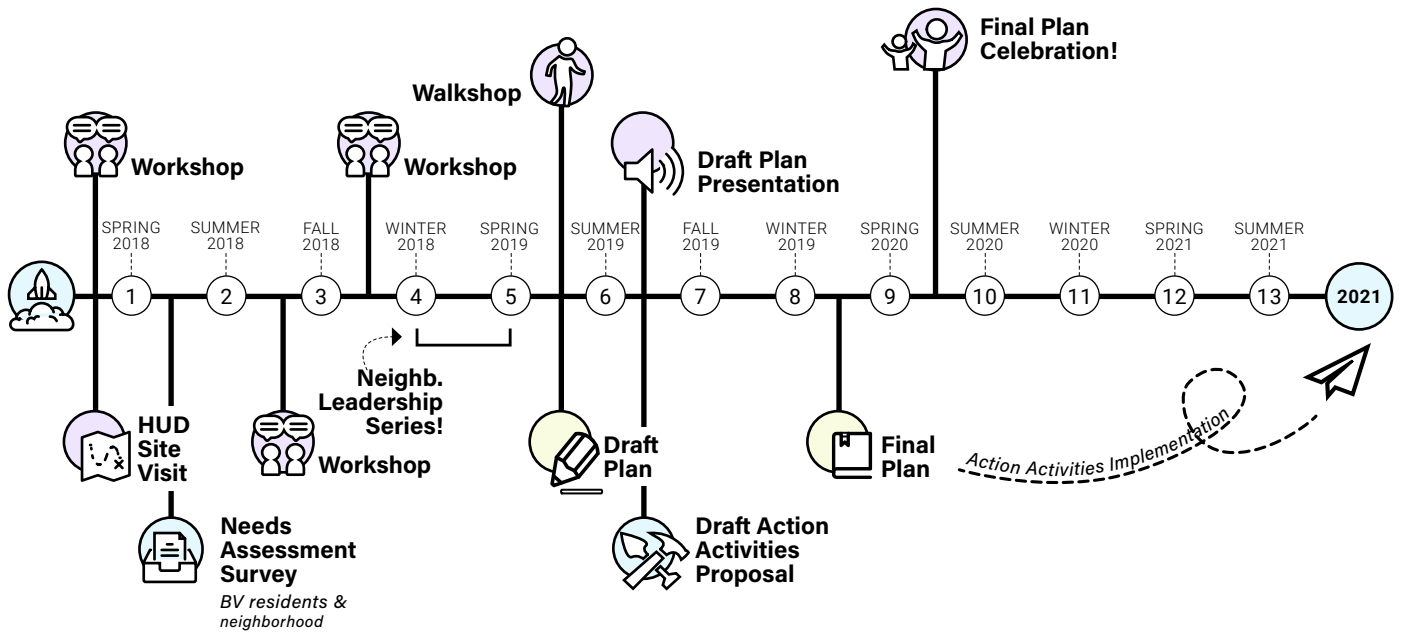 Final Plan
Celebration!
Walkshop
Workshop
Workshop
Draft Plan
Presentation
SPRING
2018
SUMMER
2018
FALL
2018
WINTER
2018
SPRING
2019
SUMMER
2019
FALL
2019
WINTER
2019
SPRING
2020
SUMMER
2020
WINTER
2020
SPRING
2021
SUMMER
2021
1
2
3
4
5
6
7
8
9
10
11
12
13
2021
Neighb.
Leadership
Series!
HUD
Site
Visit
Workshop
Draft
Plan
Final
Plan
Action Activities Implementation
Needs
Assessment
Survey
BV residents &
neighborhood
Draft Action
Activities
Proposal